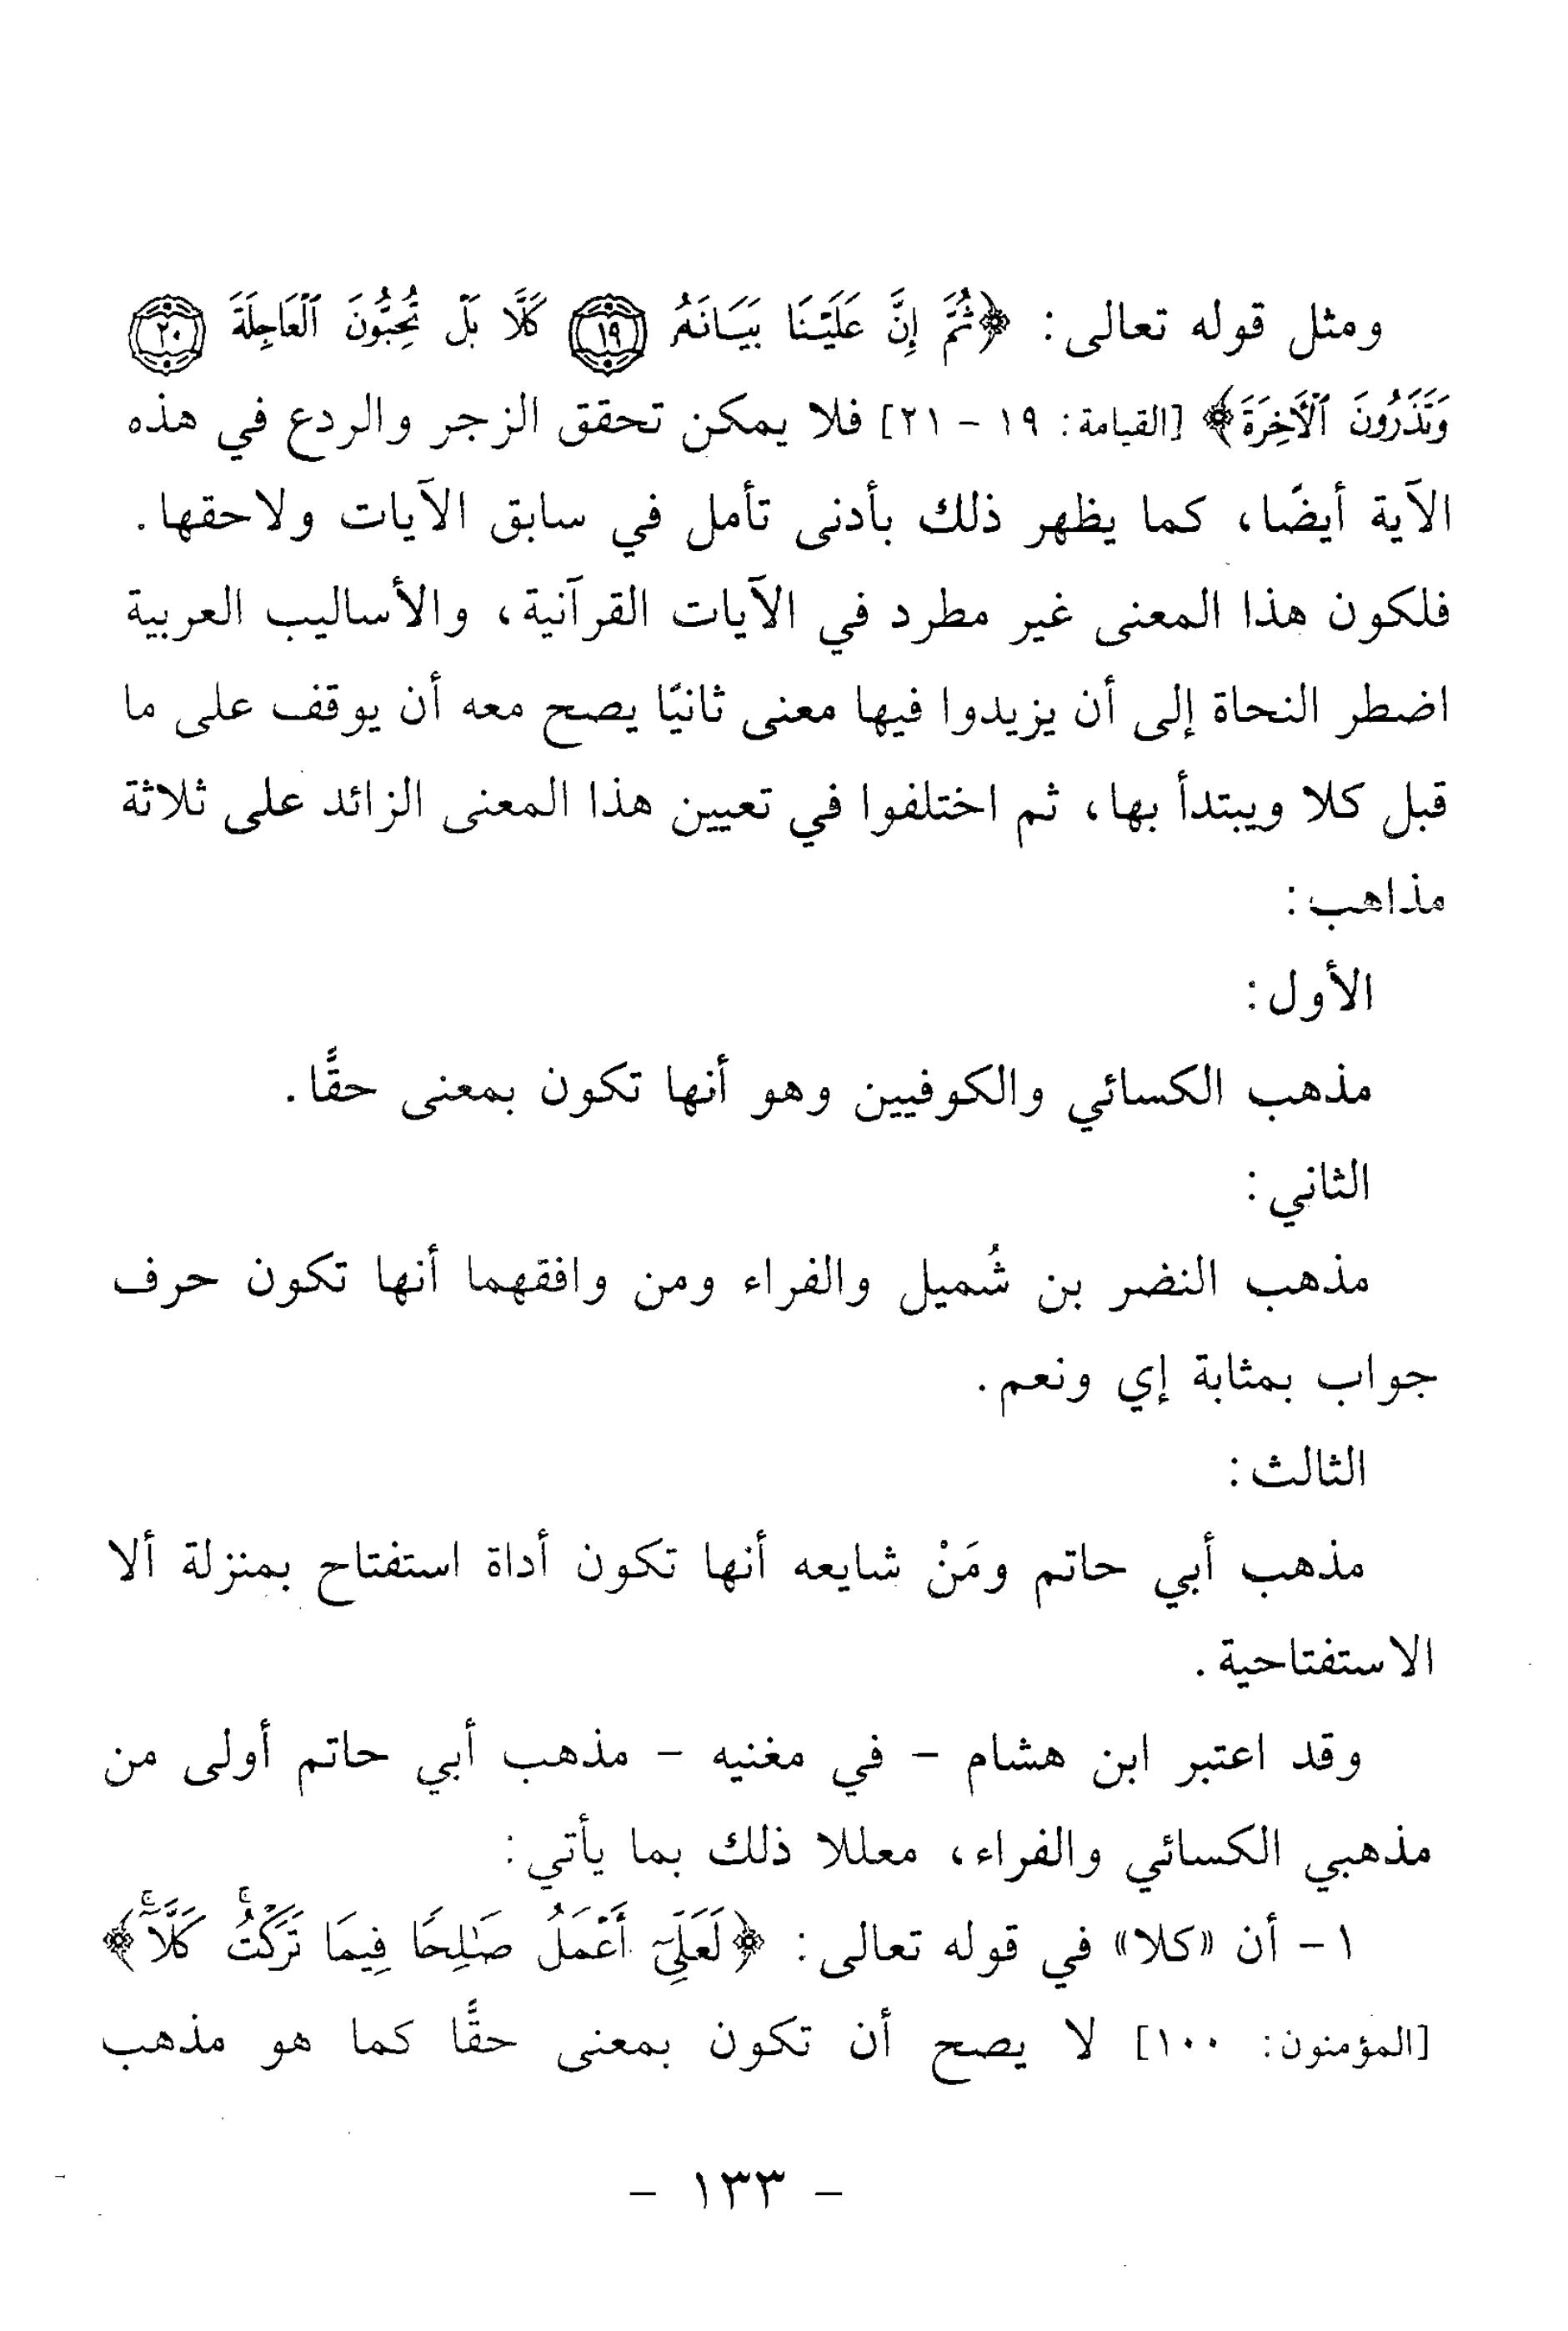 ومثل قوله تعالى: ﴿ثُمَّ إِنَّ عَلَيْنَا بَيَانَهُ ١٩ كَلَّا بَلْ تُحِبُّونَ ٱلْعَاجِلَةَ ٢٠
وَتَذَرُونَ ٱلْأٓخِرَةَ﴾ [القيامة: ١٩ - ٢١] فلا يمكن تحقق الزجر والردع في هذه
الآية أيضًا، كما يظهر ذلك بأدنى تأمل في سابق الآيات ولاحقها.
فلكون هذا المعنى غير مطرد في الآيات القرآنية، والأساليب العربية
اضطر النحاة إلى أن يزيدوا فيها معنى ثانيًا يصح معه أن يوقف على ما
قبل كلا ويبتدأ بها، ثم اختلفوا في تعيين هذا المعنى الزائد على ثلاثة
مذاهب:
الأول:
مذهب الكسائي والكوفيين وهو أنها تكون بمعنى حقًّا.
الثاني:
مذهب النضر بن شُميل والفراء ومن وافقهما أنها تكون حرف
جواب بمثابة إي ونعم.
الثالث:
مذهب أبي حاتم ومَنْ شايعه أنها تكون أداة استفتاح بمنزلة ألا
الاستفتاحية.
وقد اعتبر ابن هشام - في مغنيه - مذهب أبي حاتم أولى من
مذهبي الكسائي والفراء، معللا ذلك بما يأتي:
١- أن «كلا» في قوله تعالى: ﴿لَعَلِّىٓ أَعْمَلُ صَٰلِحًا فِيمَا تَرَكْتُۚ كَلَّآۚ﴾
[المؤمنون: ١٠٠] لا يصح أن تكون بمعنى حقًّا كما هو مذهب
- ١٣٣ -